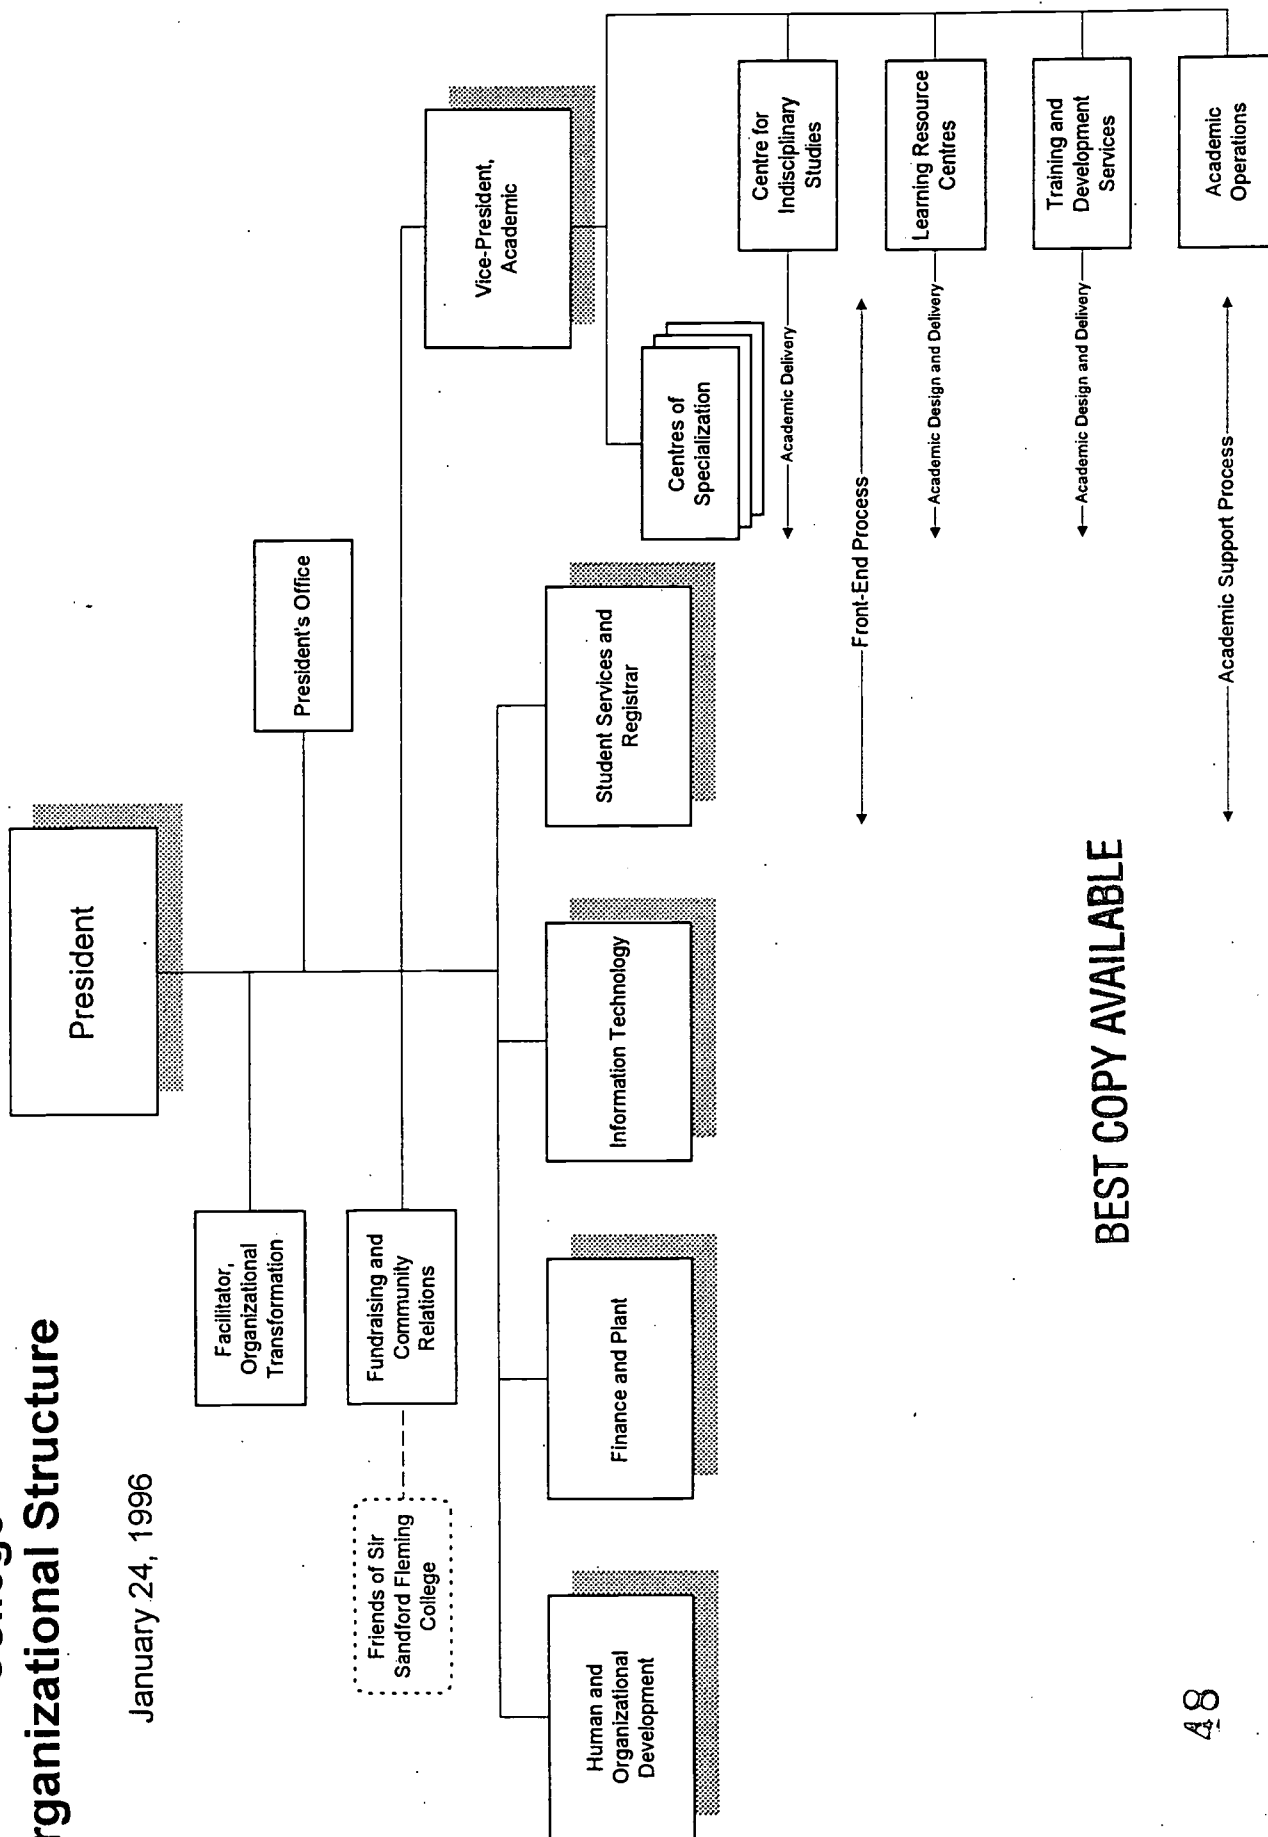 rganizational Structure
January 24, 1996
President
President's Office
Facilitator,
Organizational
Transformation
Fundraising and
Community
Relations
Friends of Sir
Sandford Fleming
College
Vice-President,
Academic
Human and
Organizational
Development
Finance and Plant
Information Technology
Student Services and
Registrar
Centres of
Specialization
Centre for
Indisciplinary
Studies
Academic Delivery
Front-End Process
Learning Resource
Centres
Academic Design and Delivery
Training and
Development
Services
Academic Design and Delivery
Academic
Operations
Academic Support Process
BEST COPY AVAILABLE
48